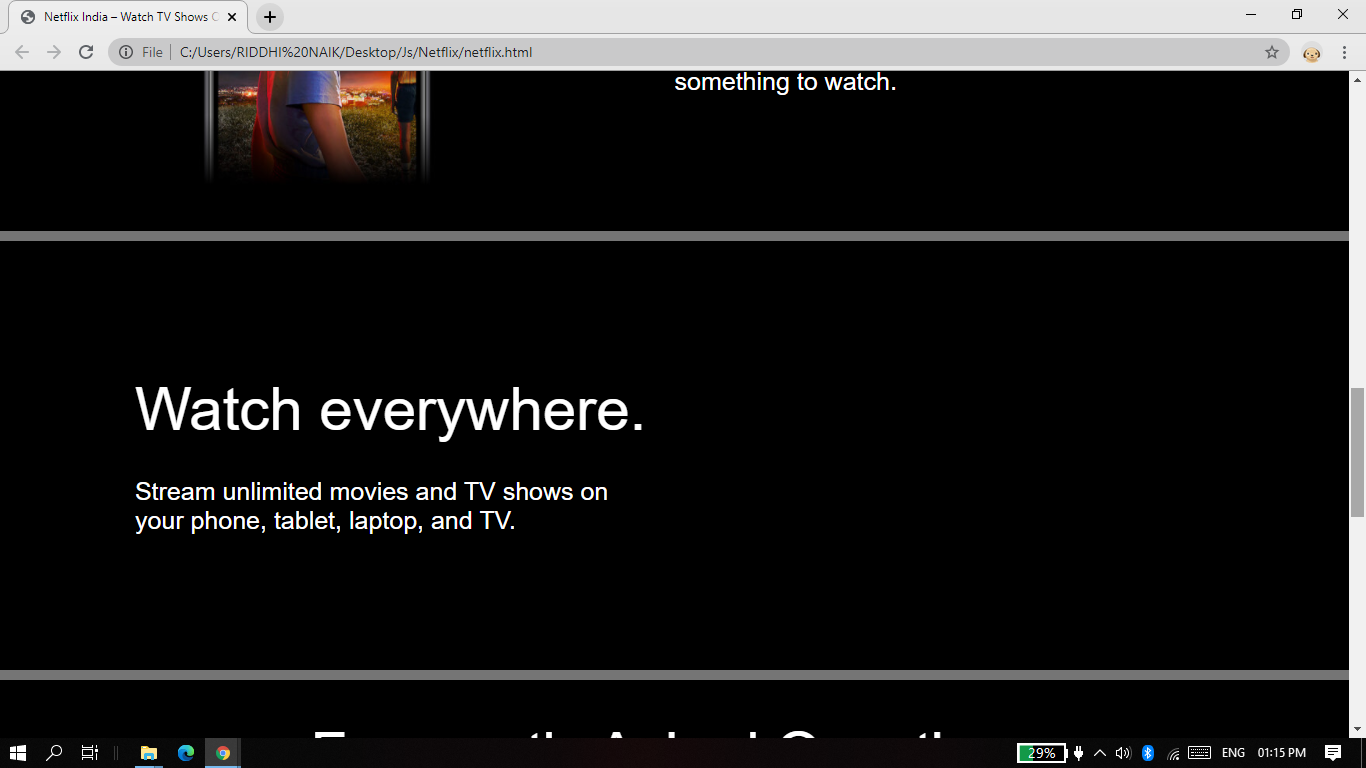 Netflix India – Watch TV Shows
File
C:/Users/RIDDHI%20NAIK/Desktop/Js/Netflix/netflix.html
something to watch.
Watch everywhere.
Stream unlimited movies and TV shows on
your phone, tablet, laptop, and TV.
29%
ENG
01:15 PM